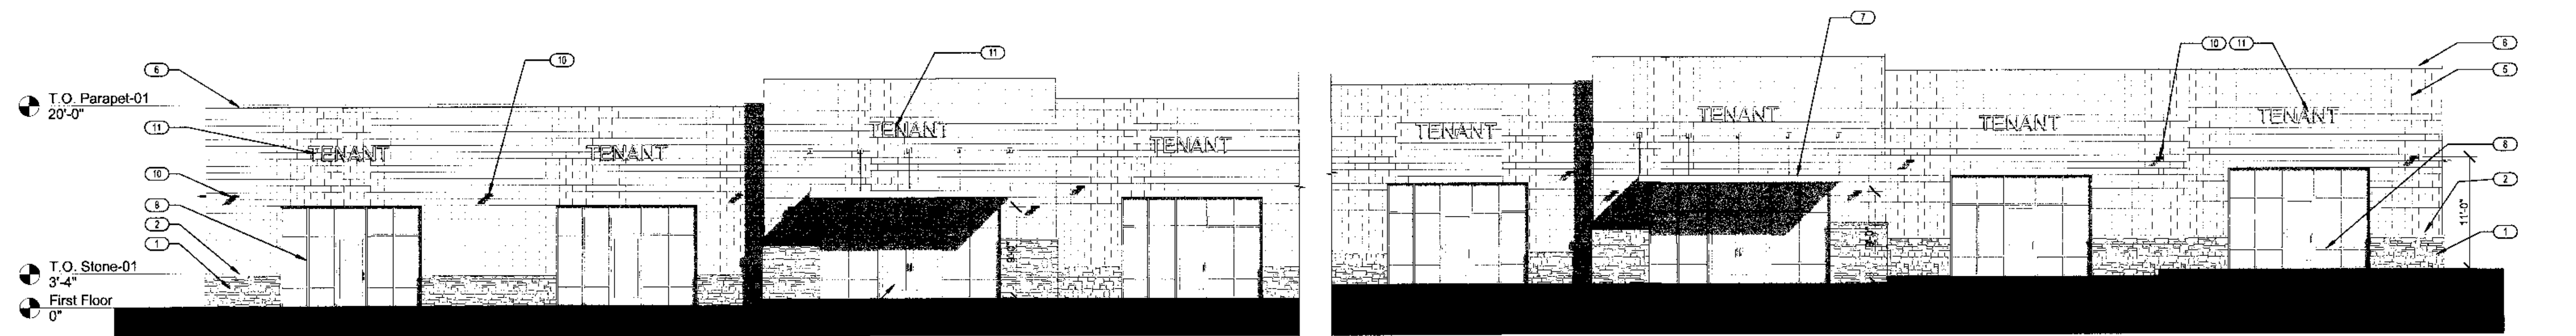 7
11
10 11
6
6
10
5
T.O. Parapet-01
20'-0"
TENANT
TENANT
TENANT
11
TENANT
TENANT
TENANT
TENANT
TENANT
8
10
2
8
11'-0"
2
1
1
T.O. Stone-01
3'-4"
First Floor
0"